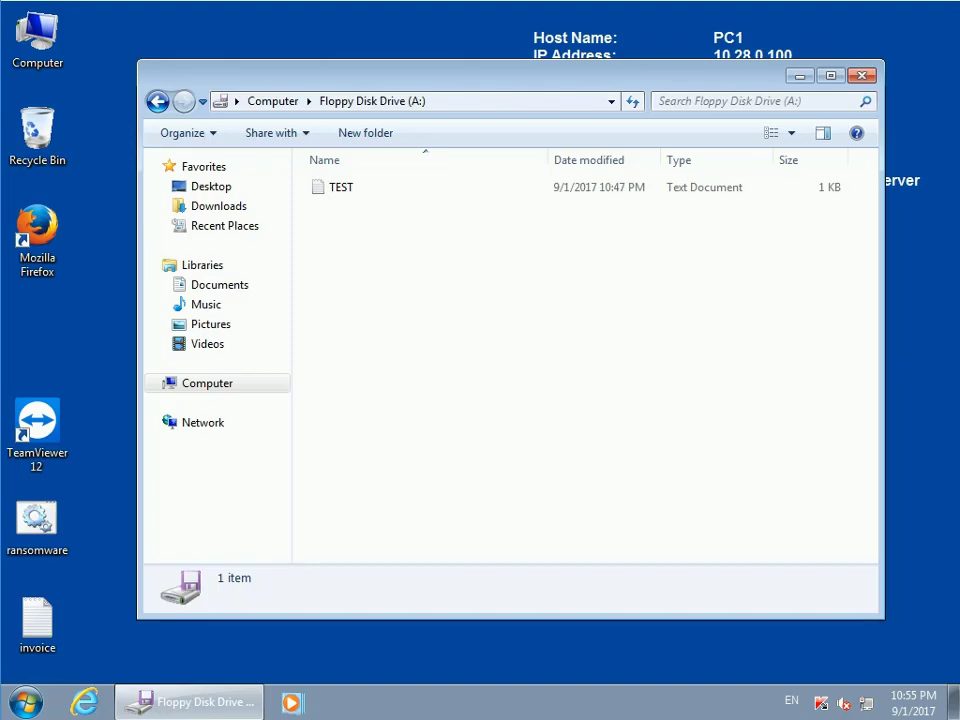 Host Name: PC1
IP Address: 10.28.0.100
Computer
Recycle Bin
Mozilla
Firefox
TeamViewer
12
ransomware
invoice
Computer Floppy Disk Drive (A:)
Search Floppy Disk Drive (A:)
Organize Share with New folder
Name Date modified Type Size
TEST 9/1/2017 10:47 PM Text Document 1 KB
Favorites
Desktop
Downloads
Recent Places
Libraries
Documents
Music
Pictures
Videos
Computer
Network
1 item
erver
Floppy Disk Drive ...
EN
10:55 PM
9/1/2017